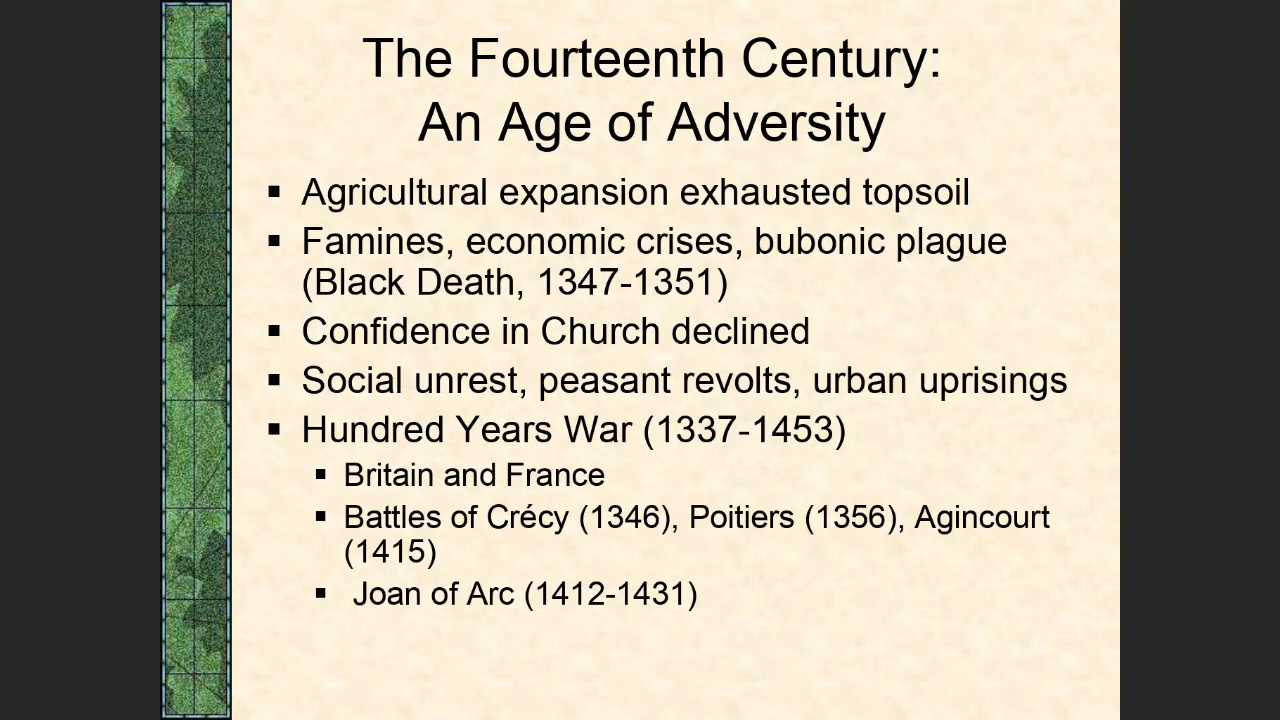 The Fourteenth Century:
An Age of Adversity
▪ Agricultural expansion exhausted topsoil
▪ Famines, economic crises, bubonic plague
(Black Death, 1347-1351)
▪ Confidence in Church declined
▪ Social unrest, peasant revolts, urban uprisings
▪ Hundred Years War (1337-1453)
▪ Britain and France
▪ Battles of Crécy (1346), Poitiers (1356), Agincourt
(1415)
▪ Joan of Arc (1412-1431)